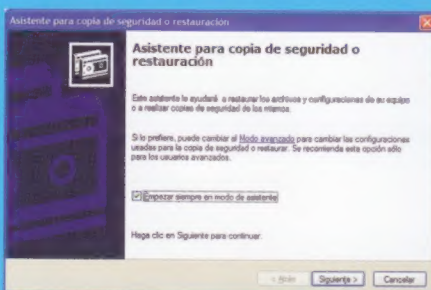 Asistente para copia de seguridad o restauración
Asistente para copia de seguridad o
restauración
Este asistente le ayudará a restaurar los archivos y configuraciones de su equipo
o a realizar copias de seguridad de los mismos.
Si lo prefiere, puede cambiar al Modo avanzado para cambiar las configuraciones
usadas para la copia de seguridad o restaurar. Se recomienda esta opción sólo
para los usuarios avanzados.
Empezar siempre en modo de asistente
Haga clic en Siguiente para continuar.
< Atrás
Siguiente >
Cancelar